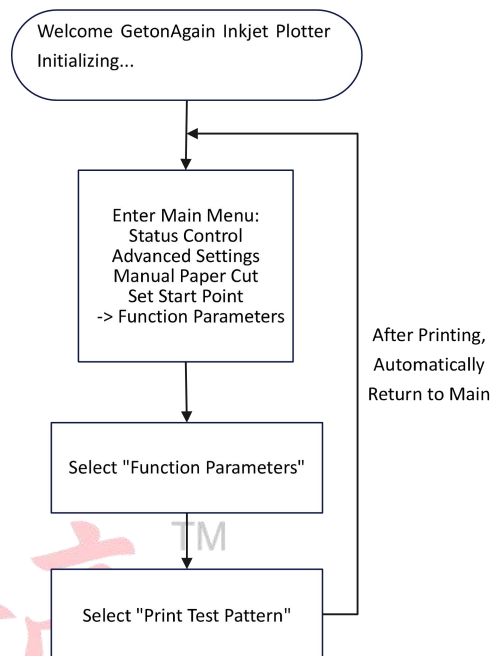 Welcome GetonAgain Inkjet Plotter
Initializing...
Enter Main Menu:
Status Control
Advanced Settings
Manual Paper Cut
Set Start Point
-> Function Parameters
After Printing,
Automatically
Return to Main
Select "Function Parameters"
TM
Select "Print Test Pattern"